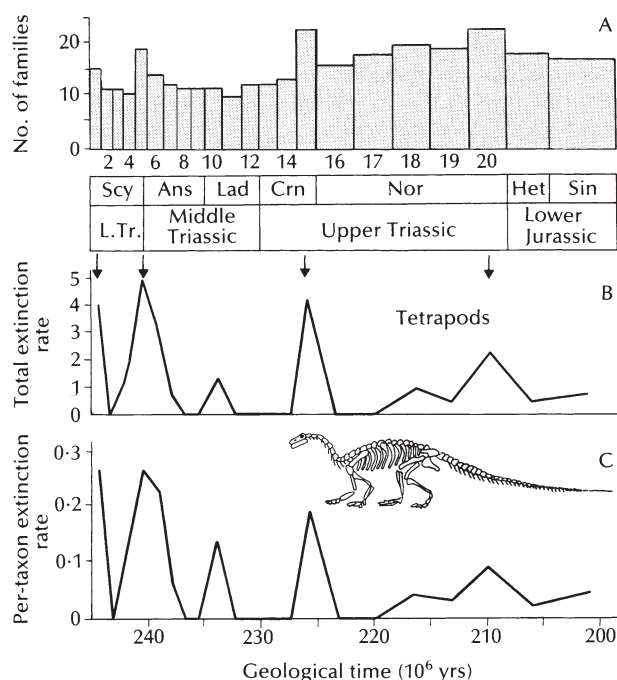 A
No. of families
20
10
0
2 4 6 8 10 12 14 16 17 18 19 20
Scy Ans Lad Crn Nor Het Sin
L.Tr. Middle Triassic Upper Triassic Lower Jurassic
B
Total extinction rate
5
4
3
2
1
0
Tetrapods
C
Per-taxon extinction rate
0·3
0·2
0·1
0
240 230 220 210 200
Geological time (10⁶ yrs)